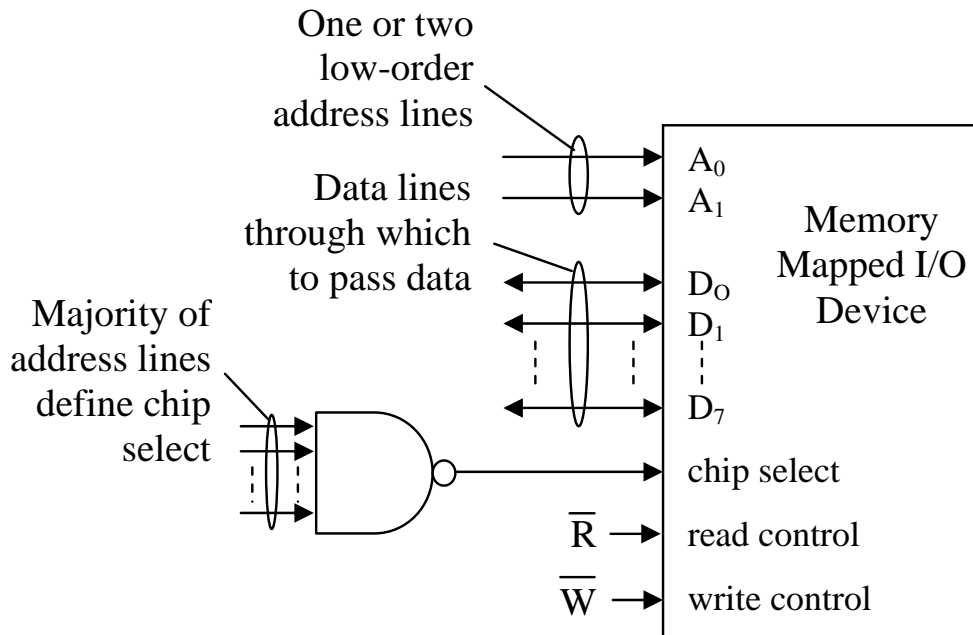 One or two
low-order
address lines
Data lines
through which
to pass data
Majority of
address lines
define chip
select
A₀
A₁
D_O
D₁
D₇
chip select
R̅
read control
W̅
write control
Memory
Mapped I/O
Device